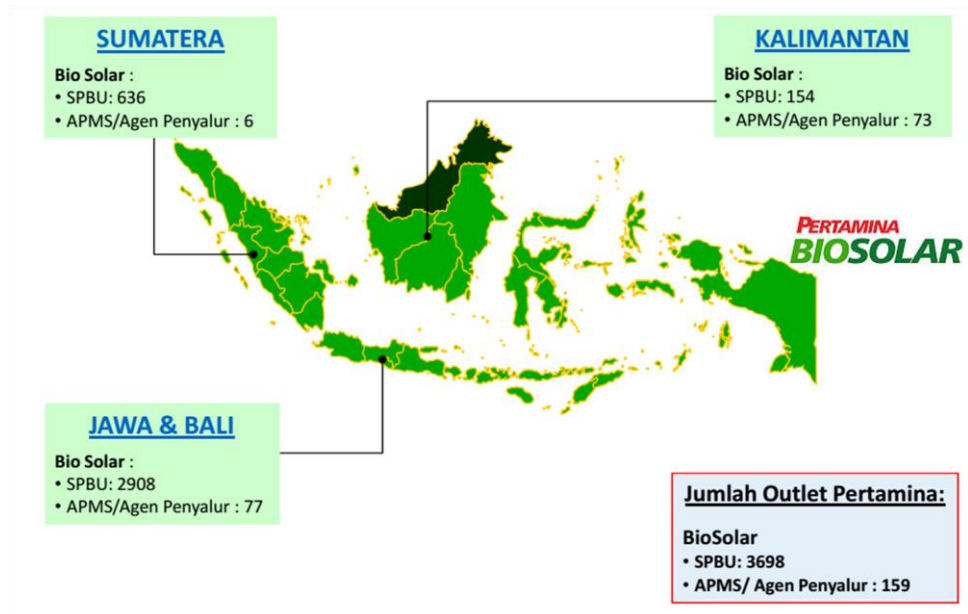 SUMATERA
Bio Solar :
• SPBU: 636
• APMS/Agen Penyalur : 6
KALIMANTAN
Bio Solar :
• SPBU: 154
• APMS/Agen Penyalur : 73
PERTAMINA
BIOSOLAR
JAWA & BALI
Bio Solar :
• SPBU: 2908
• APMS/Agen Penyalur : 77
Jumlah Outlet Pertamina:
BioSolar
• SPBU: 3698
• APMS/ Agen Penyalur : 159